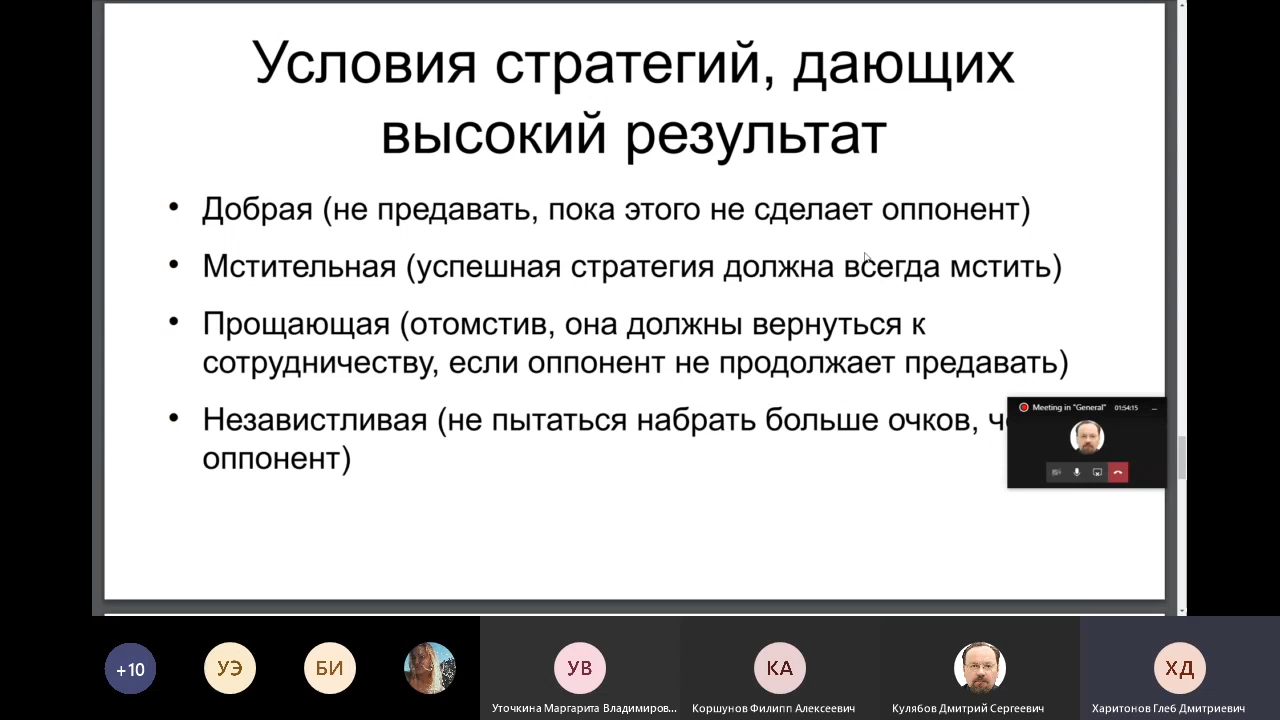 Условия стратегий, дающих
высокий результат
• Добрая (не предавать, пока этого не сделает оппонент)
• Мстительная (успешная стратегия должна всегда мстить)
• Прощающая (отомстив, она должны вернуться к
сотрудничеству, если оппонент не продолжает предавать)
• Независтливая (не пытаться набрать больше очков,
оппонент)
Meeting in "General" 01:54:15
+10
УЭ
БИ
УВ
КА
ХД
Уточкина Маргарита Владимиров...
Коршунов Филипп Алексеевич
Кулябов Дмитрий Сергеевич
Харитонов Глеб Дмитриевич